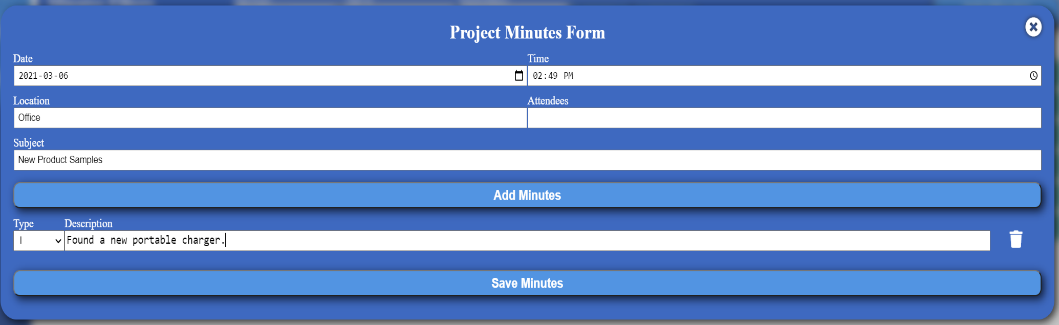 Project Minutes Form
Date Time
2021-03-06 02:49 PM
Location Attendees
Office
Subject
New Product Samples
Add Minutes
Type Description
I Found a new portable charger.
Save Minutes